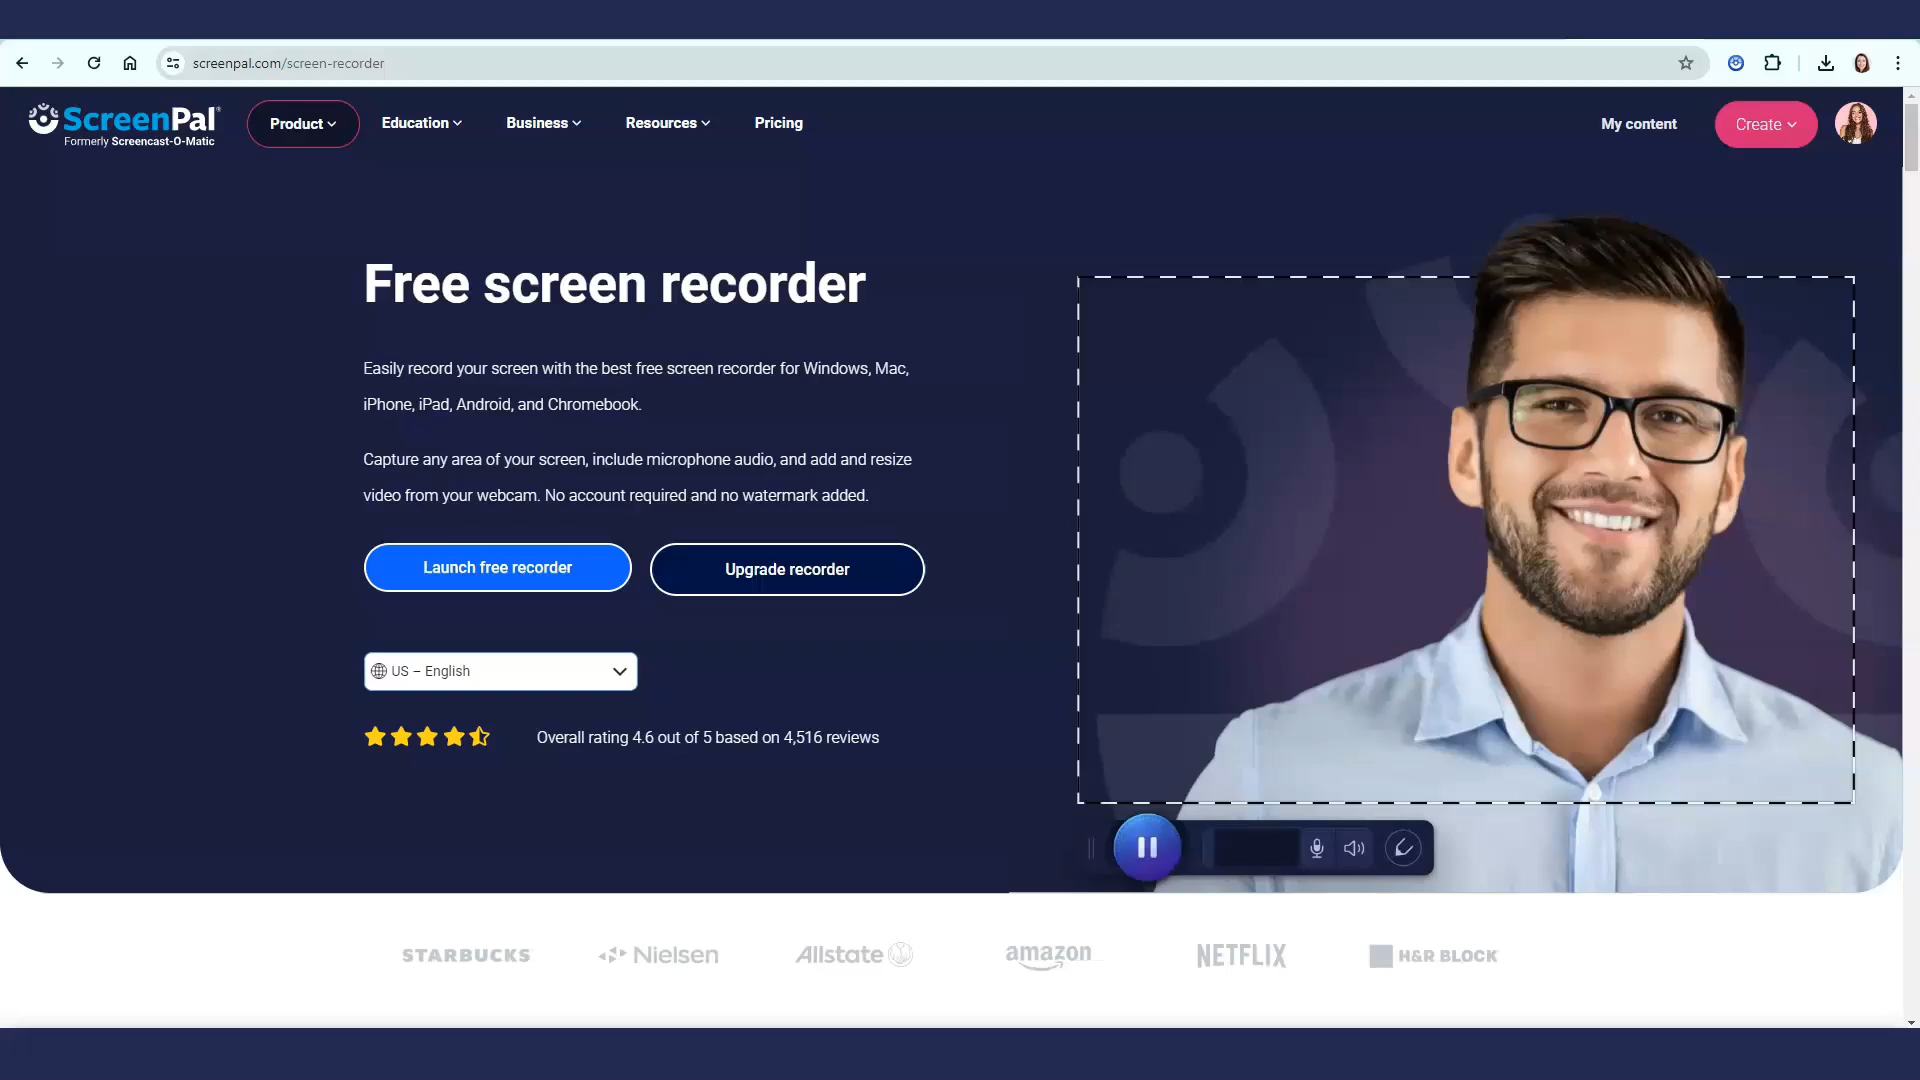 screenpal.com/screen-recorder
ScreenPal®
Formerly Screencast-O-Matic
Product
Education
Business
Resources
Pricing
My content
Create
Free screen recorder
Easily record your screen with the best free screen recorder for Windows, Mac,
iPhone, iPad, Android, and Chromebook.
Capture any area of your screen, include microphone audio, and add and resize
video from your webcam. No account required and no watermark added.
Launch free recorder
Upgrade recorder
US – English
Overall rating 4.6 out of 5 based on 4,516 reviews
STARBUCKS
Nielsen
Allstate
amazon
NETFLIX
H&R BLOCK